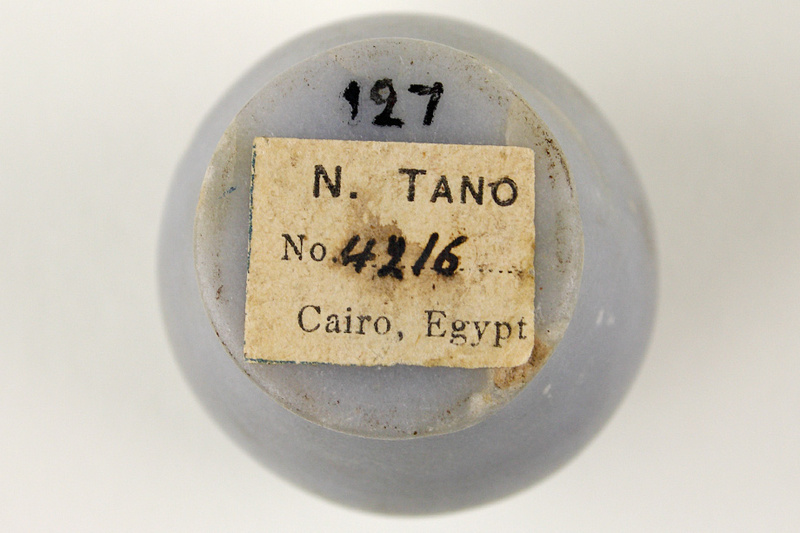 127
N. TANO
No. 4216
Cairo, Egypt